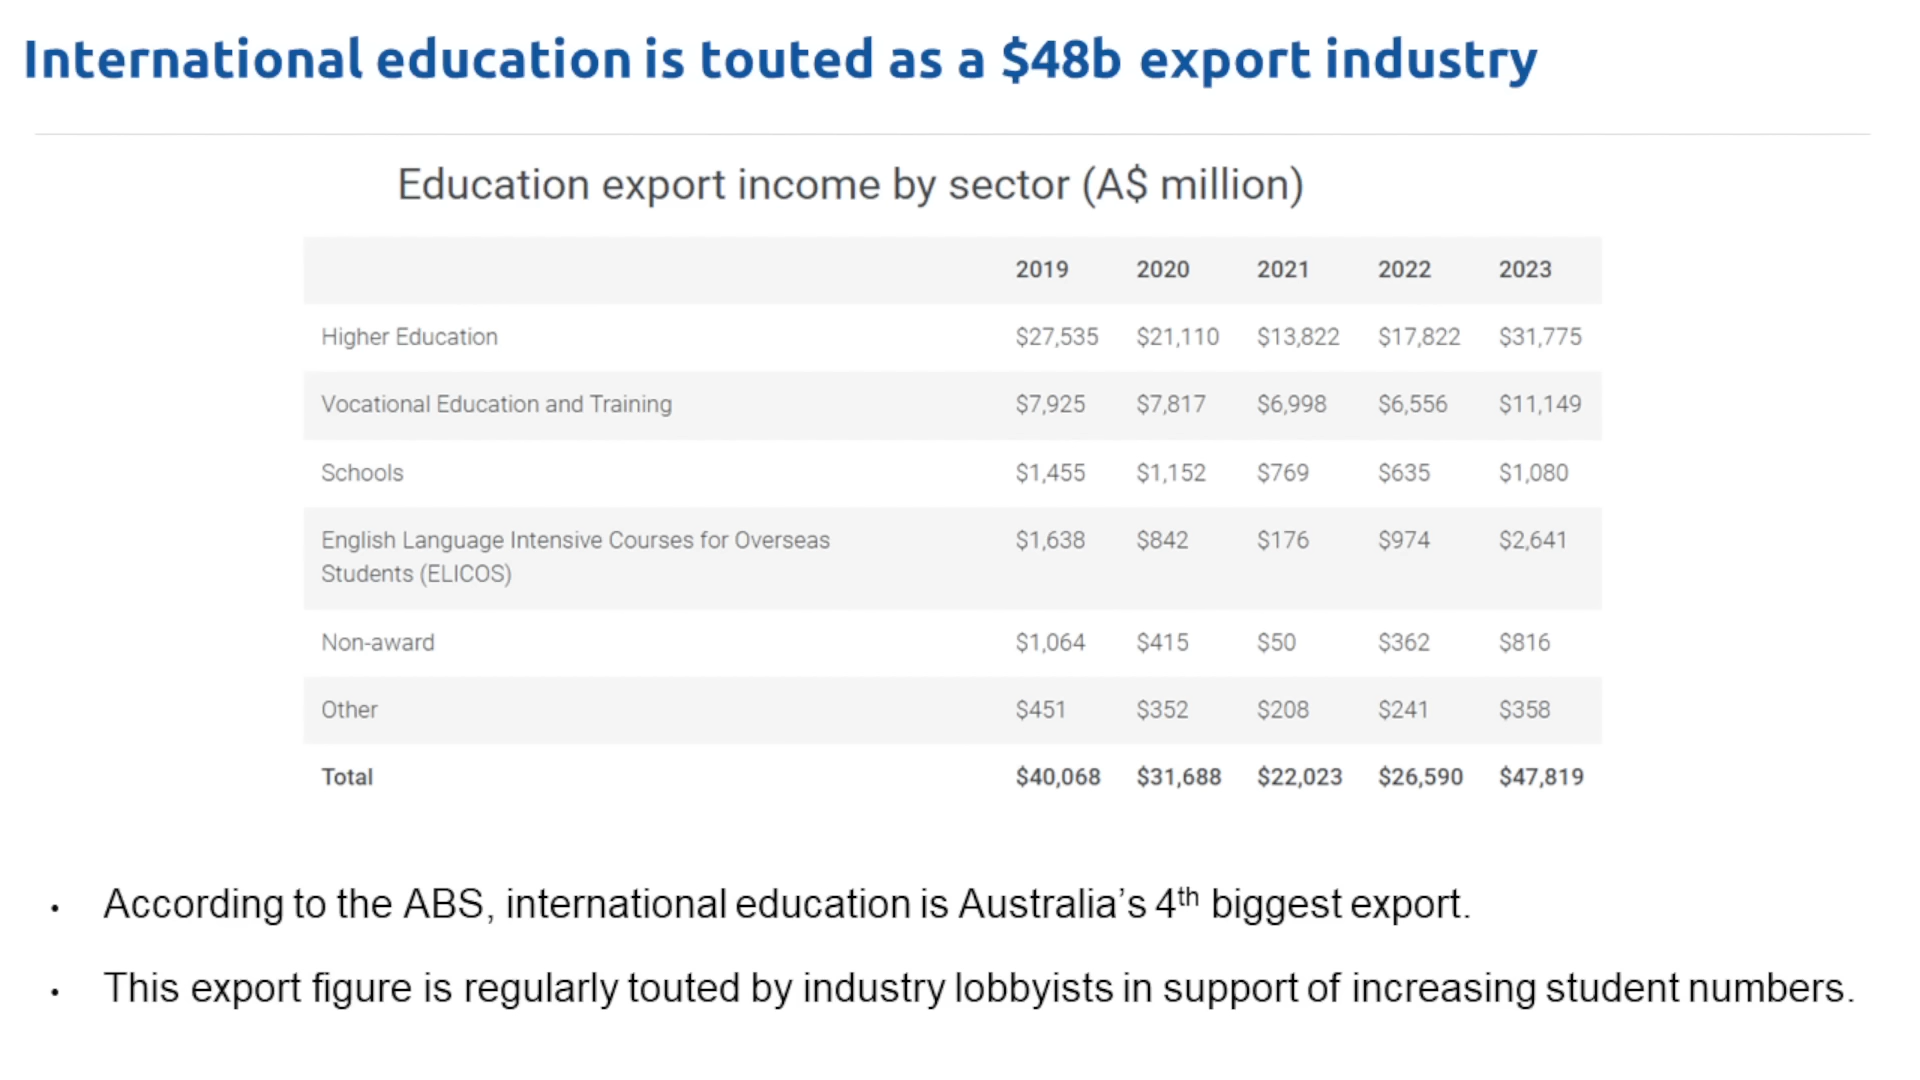 International education is touted as a $48b export industry
Education export income by sector (A$ million)
2019 2020 2021 2022 2023
Higher Education $27,535 $21,110 $13,822 $17,822 $31,775
Vocational Education and Training $7,925 $7,817 $6,998 $6,556 $11,149
Schools $1,455 $1,152 $769 $635 $1,080
English Language Intensive Courses for Overseas $1,638 $842 $176 $974 $2,641
Students (ELICOS)
Non-award $1,064 $415 $50 $362 $816
Other $451 $352 $208 $241 $358
Total $40,068 $31,688 $22,023 $26,590 $47,819
• According to the ABS, international education is Australia’s 4th biggest export.
• This export figure is regularly touted by industry lobbyists in support of increasing student numbers.